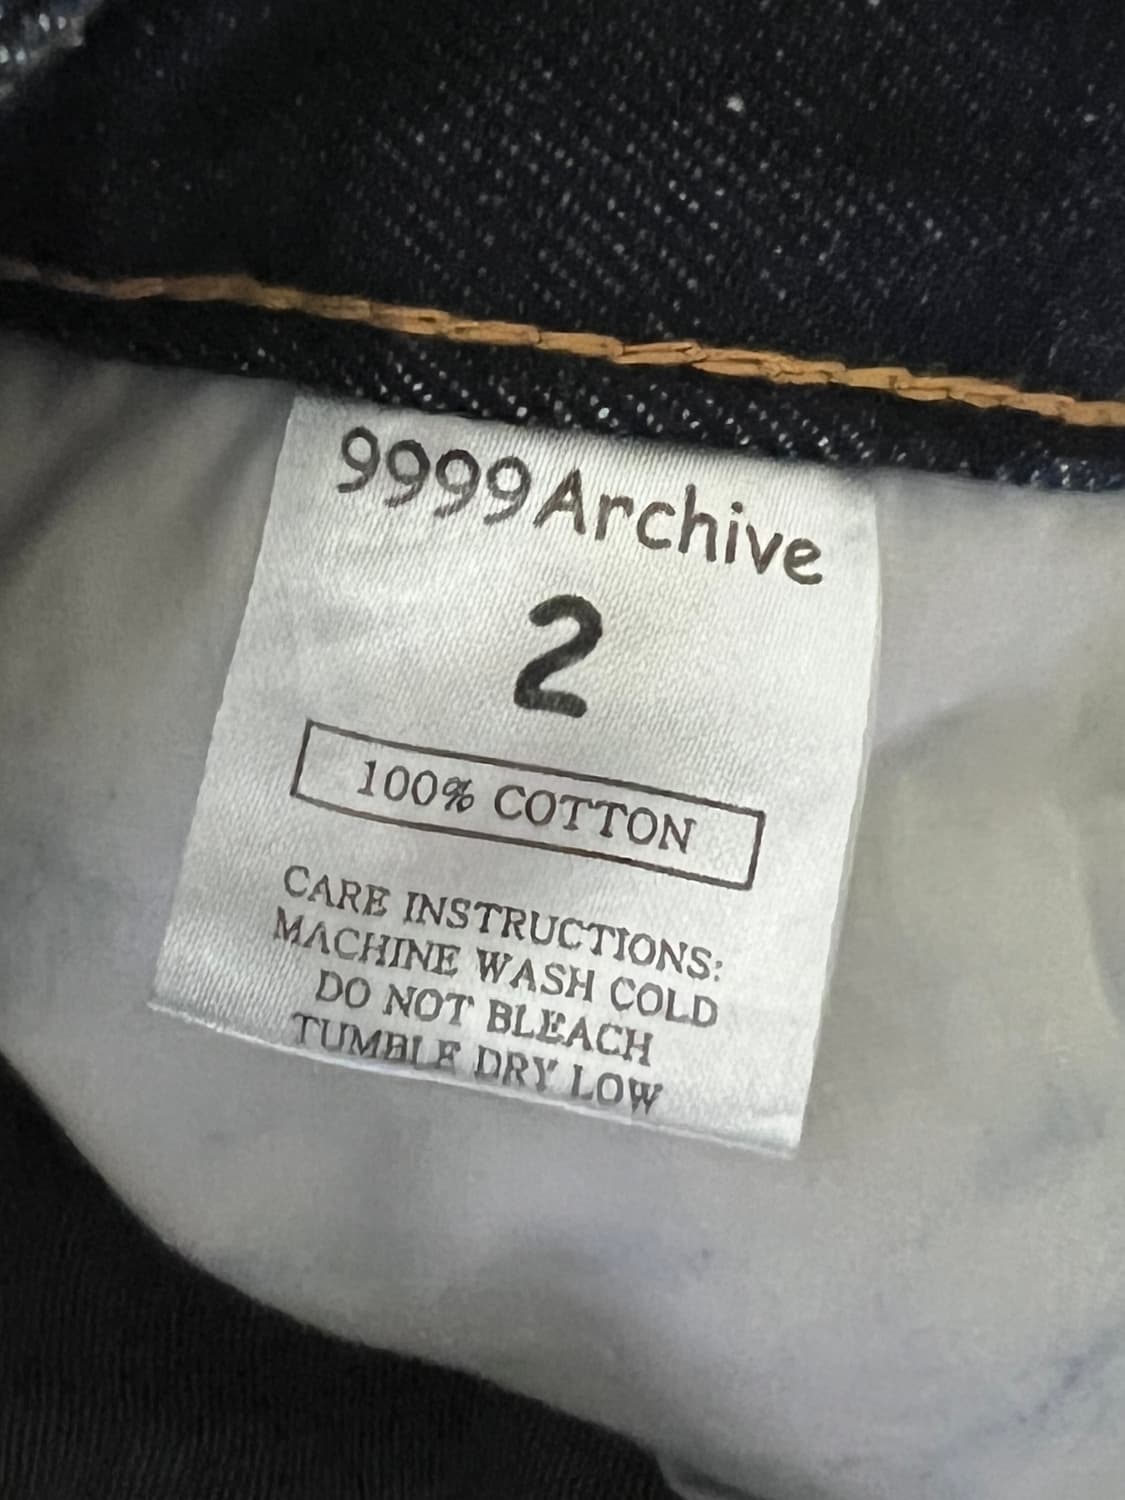 9999Archive
2
100% COTTON
CARE INSTRUCTIONS:
MACHINE WASH COLD
DO NOT BLEACH
TUMBLE DRY LOW